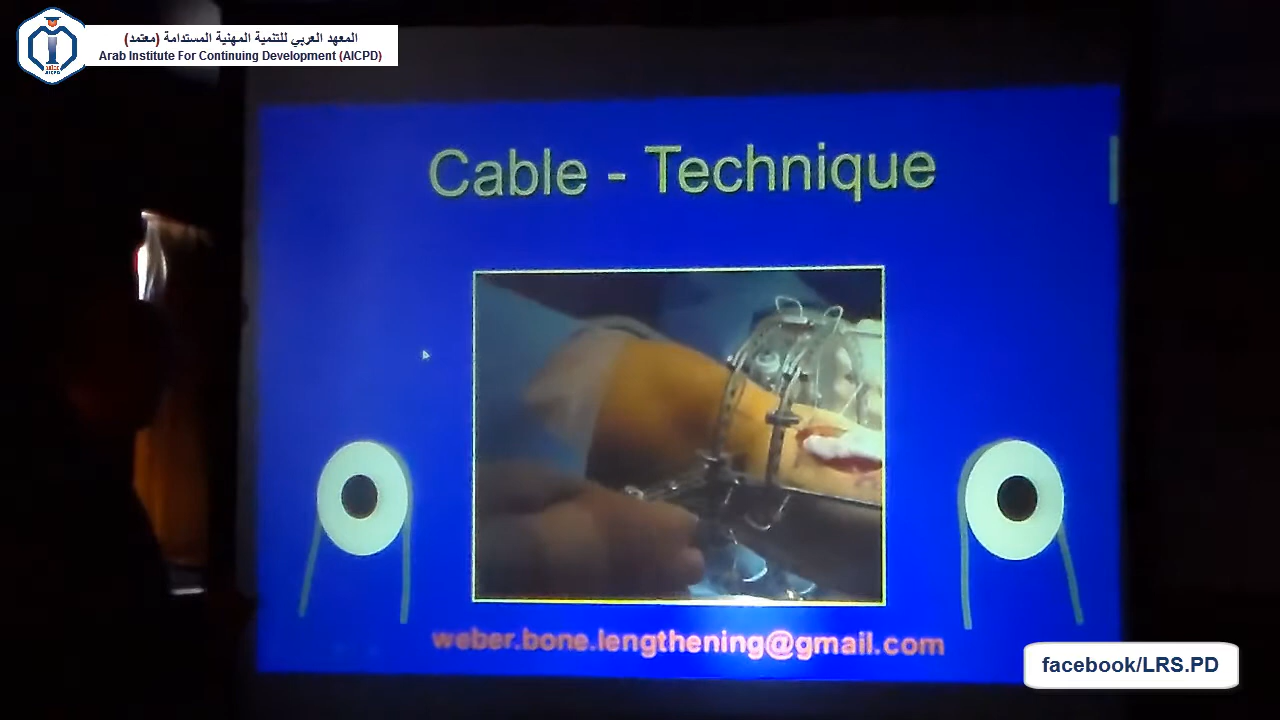 المعهد العربي للتنمية المهنية المستدامة (معتمد)
Arab Institute For Continuing Development (AICPD)
AICPD
Cable - Technique
weber.bone.lengthening@gmail.com
facebook/LRS.PD